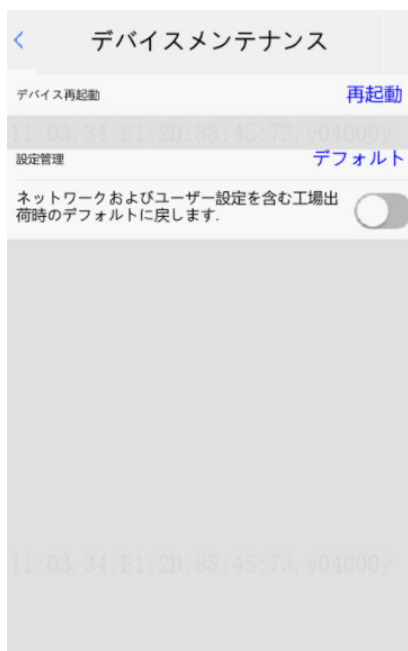 デバイスメンテナンス
デバイス再起動
再起動
11:03, 34:E1:2D:88:45:73, y04000y
設定管理
デフォルト
ネットワークおよびユーザー設定を含む工場出
荷時のデフォルトに戻します.
11:03, 34:E1:2D:88:45:73, y04000y